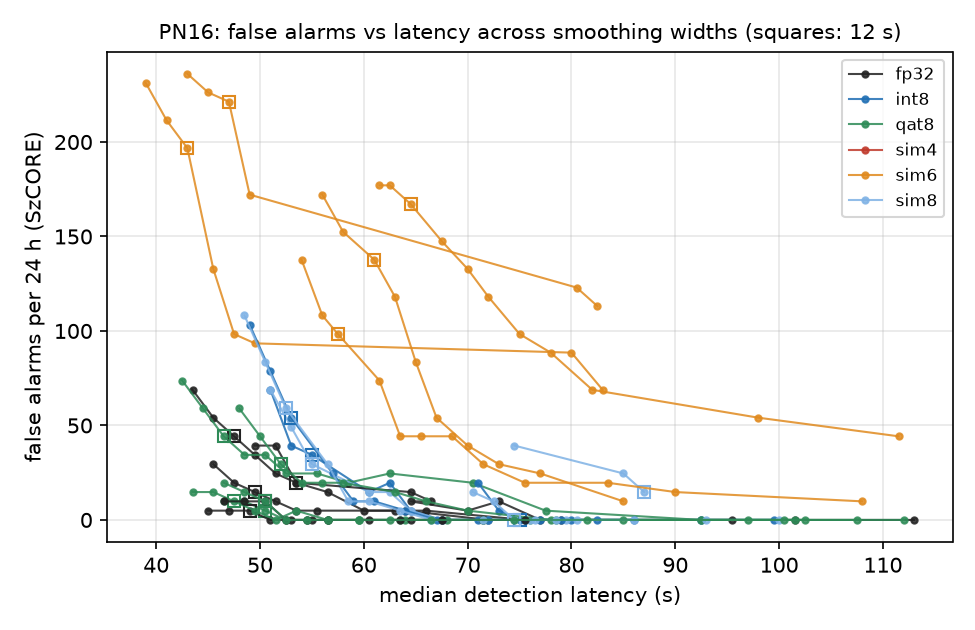 PN16: false alarms vs latency across smoothing widths (squares: 12 s)
fp32
int8
qat8
sim4
sim6
sim8
false alarms per 24 h (SzCORE)
200
150
100
50
0
40 50 60 70 80 90 100 110
median detection latency (s)